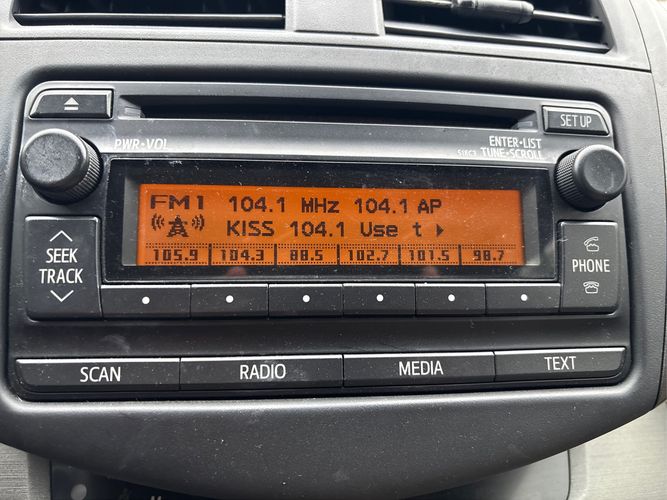 SET UP
PWR•VOL
ENTER•LIST
EJECT TUNE•SCROLL
FM1 104.1 MHz 104.1 AP
KISS 104.1 Use t
105.9 104.3 88.5 102.7 101.5 98.7
SEEK
TRACK
PHONE
SCAN RADIO MEDIA TEXT